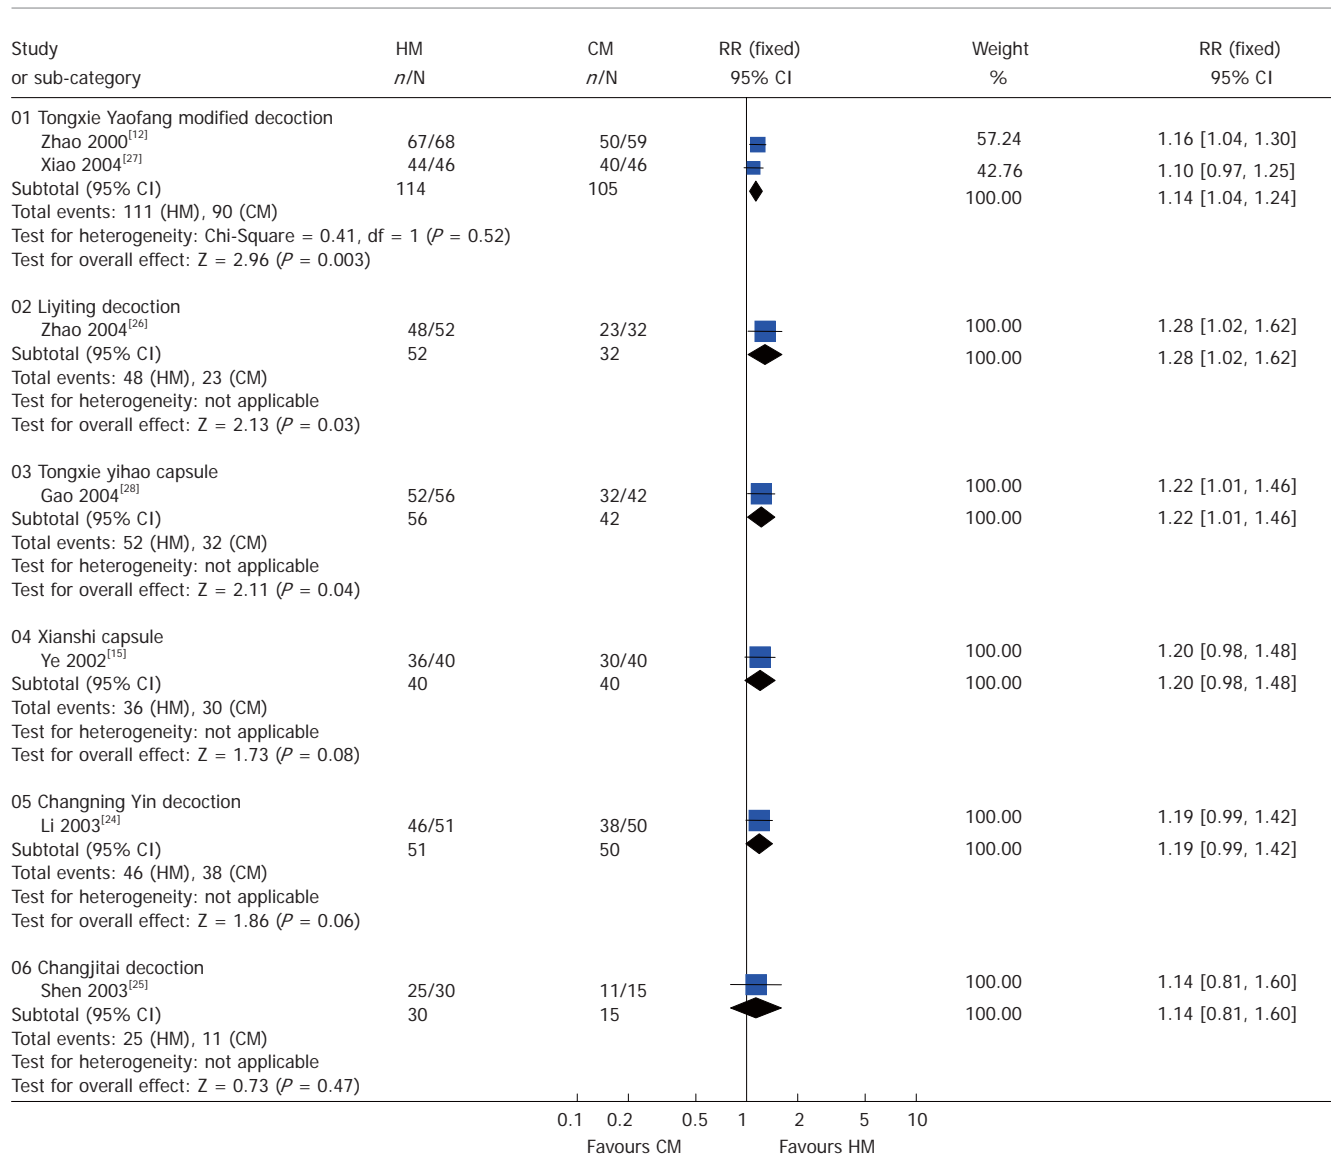 Study HM CM RR (fixed) Weight RR (fixed)
or sub-category n/N n/N 95% CI % 95% CI
01 Tongxie Yaofang modified decoction
Zhao 2000[12] 67/68 50/59 57.24 1.16 [1.04, 1.30]
Xiao 2004[27] 44/46 40/46 42.76 1.10 [0.97, 1.25]
Subtotal (95% CI) 114 105 100.00 1.14 [1.04, 1.24]
Total events: 111 (HM), 90 (CM)
Test for heterogeneity: Chi-Square = 0.41, df = 1 (P = 0.52)
Test for overall effect: Z = 2.96 (P = 0.003)
02 Liyiting decoction
Zhao 2004[26] 48/52 23/32 100.00 1.28 [1.02, 1.62]
Subtotal (95% CI) 52 32 100.00 1.28 [1.02, 1.62]
Total events: 48 (HM), 23 (CM)
Test for heterogeneity: not applicable
Test for overall effect: Z = 2.13 (P = 0.03)
03 Tongxie yihao capsule
Gao 2004[28] 52/56 32/42 100.00 1.22 [1.01, 1.46]
Subtotal (95% CI) 56 42 100.00 1.22 [1.01, 1.46]
Total events: 52 (HM), 32 (CM)
Test for heterogeneity: not applicable
Test for overall effect: Z = 2.11 (P = 0.04)
04 Xianshi capsule
Ye 2002[15] 36/40 30/40 100.00 1.20 [0.98, 1.48]
Subtotal (95% CI) 40 40 100.00 1.20 [0.98, 1.48]
Total events: 36 (HM), 30 (CM)
Test for heterogeneity: not applicable
Test for overall effect: Z = 1.73 (P = 0.08)
05 Changning Yin decoction
Li 2003[24] 46/51 38/50 100.00 1.19 [0.99, 1.42]
Subtotal (95% CI) 51 50 100.00 1.19 [0.99, 1.42]
Total events: 46 (HM), 38 (CM)
Test for heterogeneity: not applicable
Test for overall effect: Z = 1.86 (P = 0.06)
06 Changjitai decoction
Shen 2003[25] 25/30 11/15 100.00 1.14 [0.81, 1.60]
Subtotal (95% CI) 30 15 100.00 1.14 [0.81, 1.60]
Total events: 25 (HM), 11 (CM)
Test for heterogeneity: not applicable
Test for overall effect: Z = 0.73 (P = 0.47)
0.1 0.2 0.5 1 2 5 10
Favours CM Favours HM